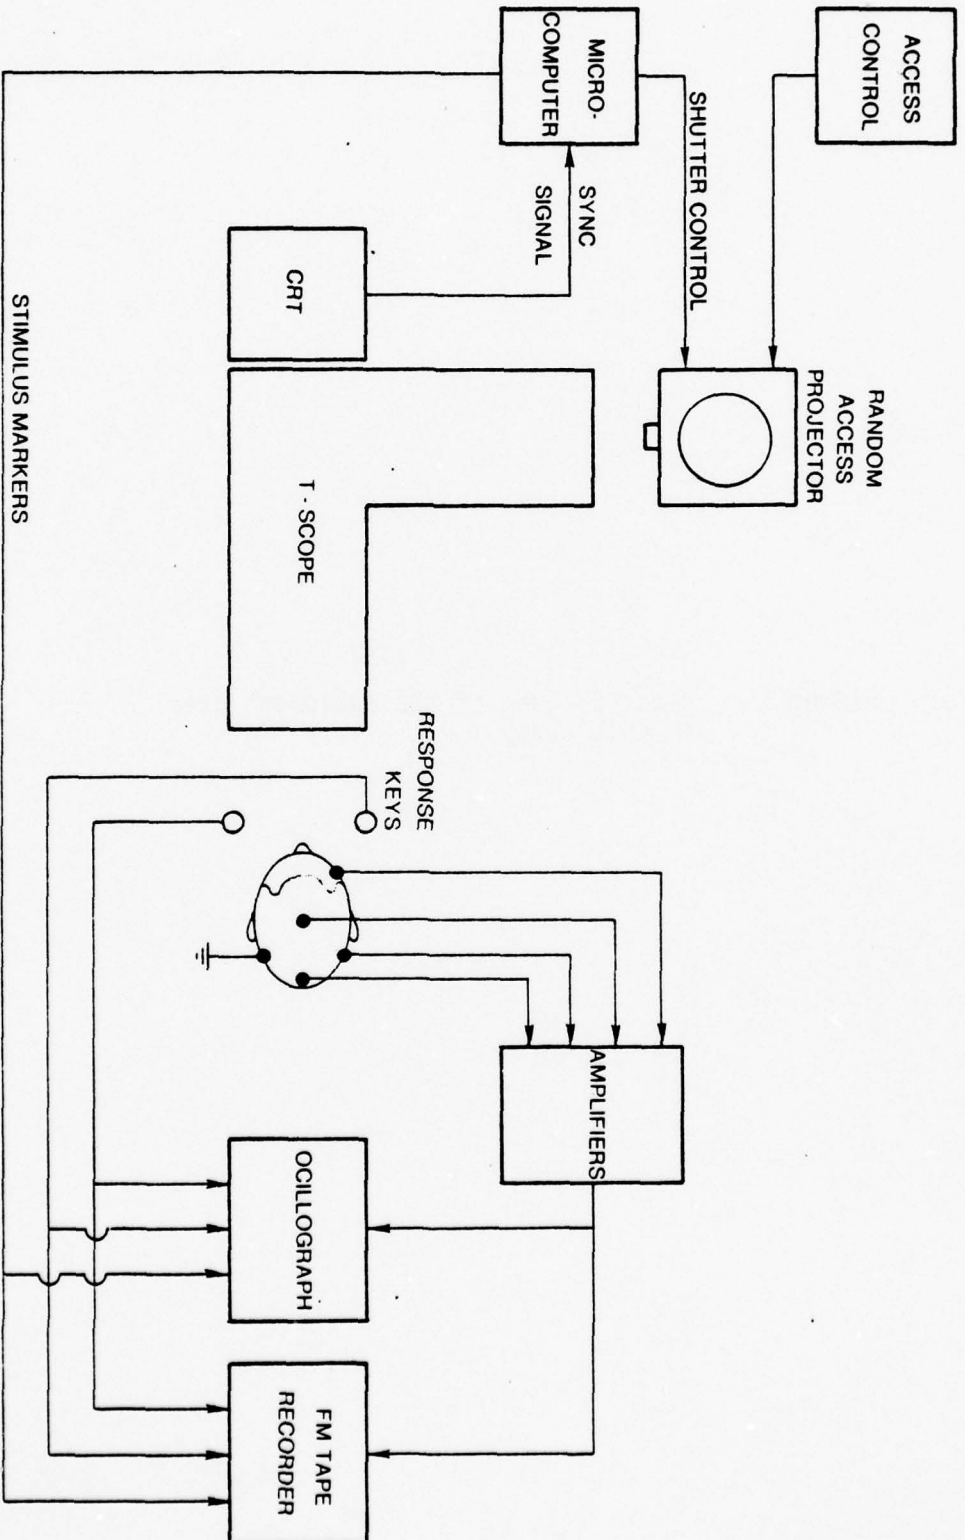 ACCESS
CONTROL
MICRO-
COMPUTER
SHUTTER CONTROL
RANDOM
ACCESS
PROJECTOR
SYNC
SIGNAL
CRT
T - SCOPE
STIMULUS MARKERS
RESPONSE
KEYS
AMPLIFIERS
OCILLOGRAPH
FM TAPE
RECORDER